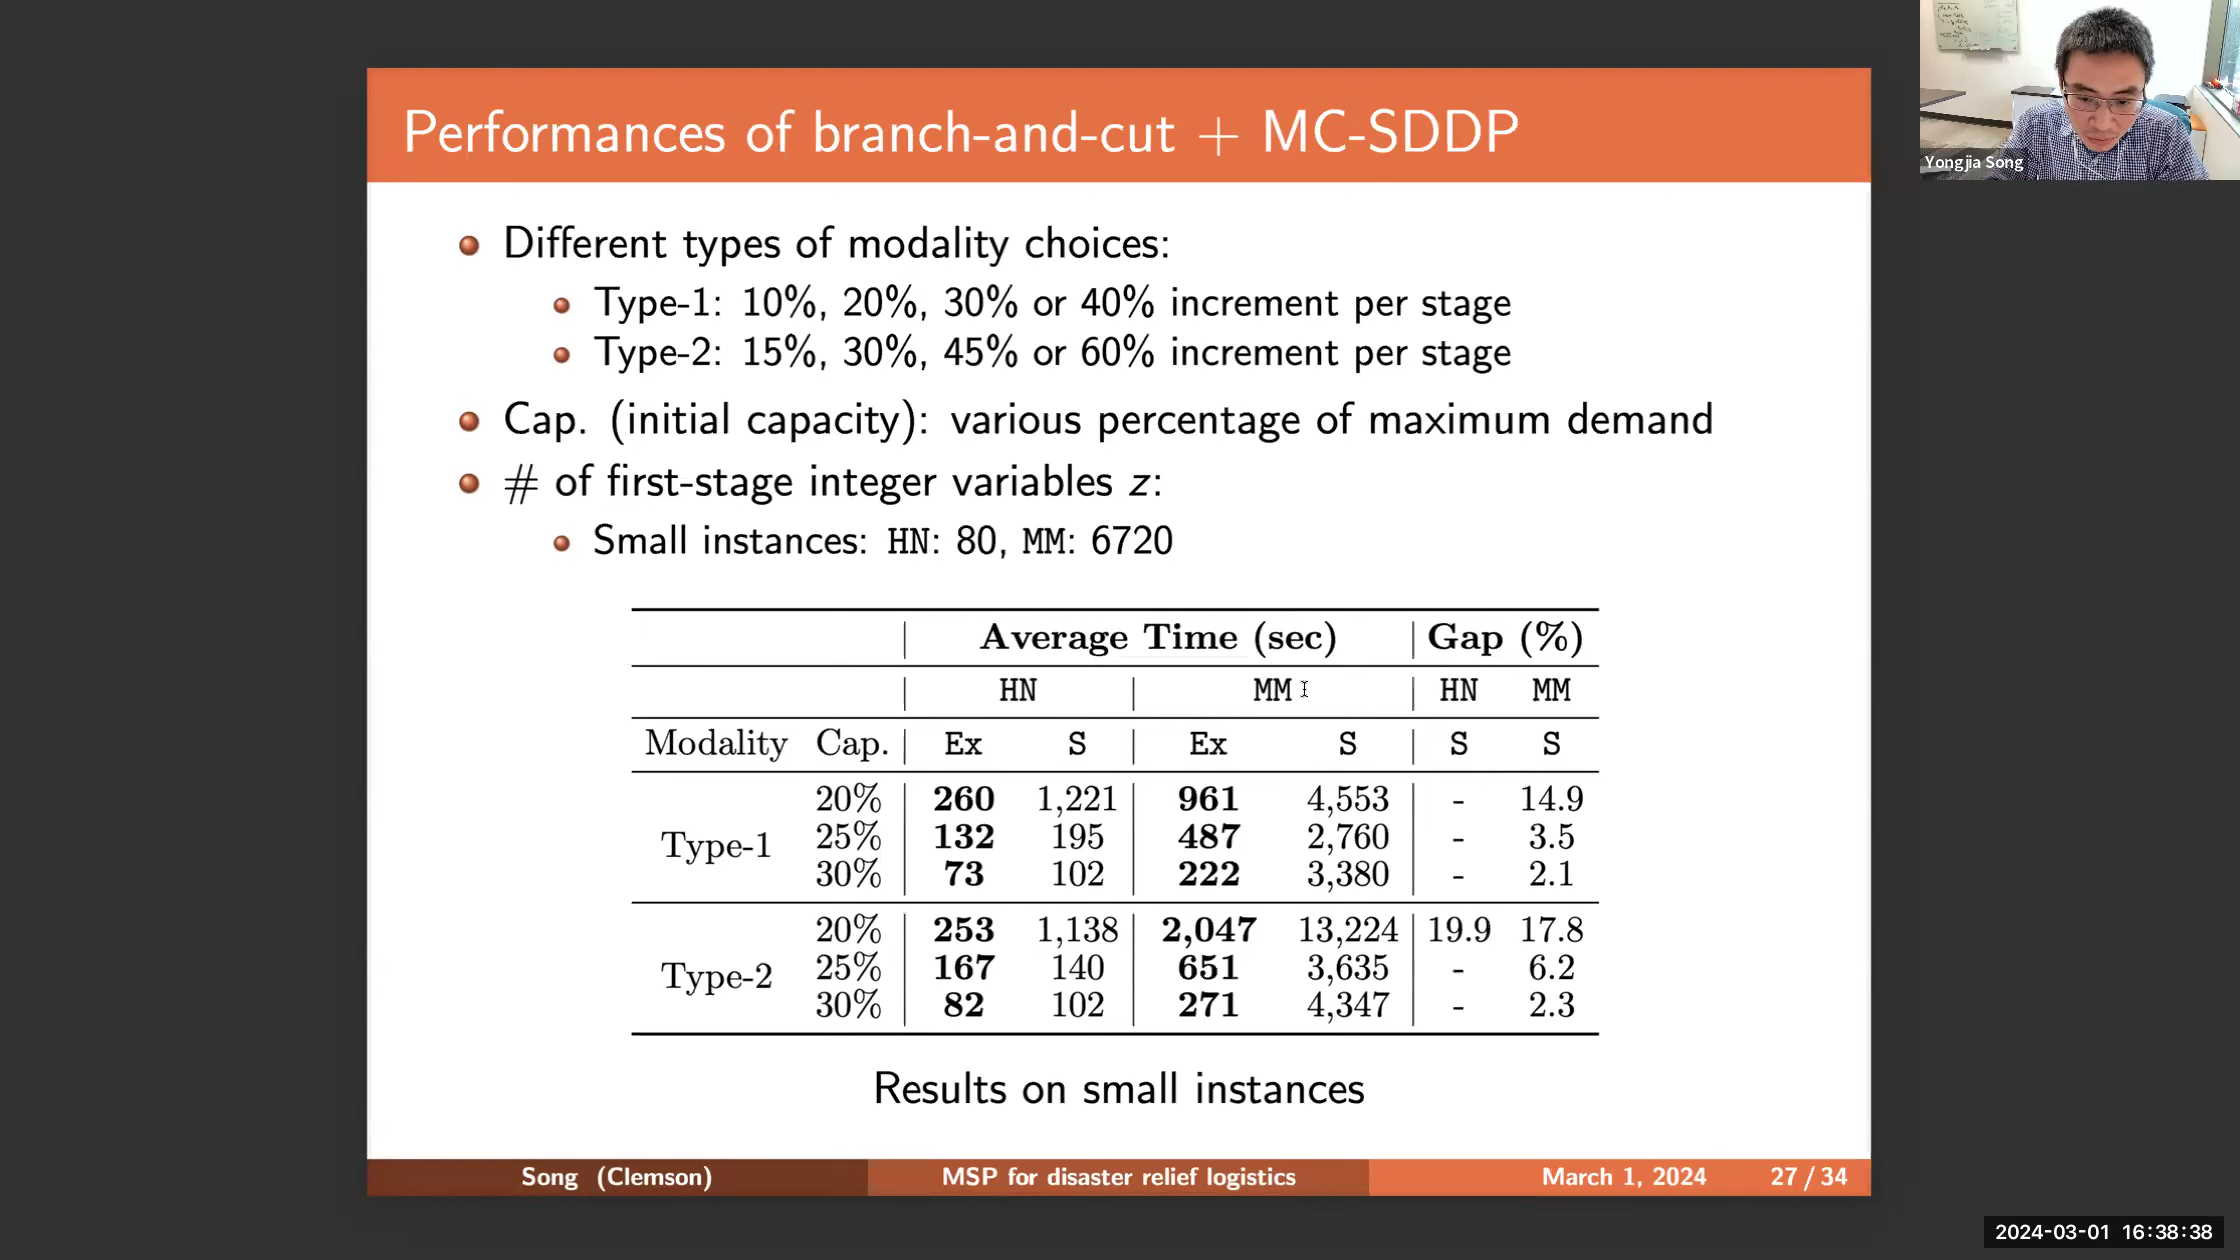 Performances of branch-and-cut + MC-SDDP
Different types of modality choices:
Type-1: 10%, 20%, 30% or 40% increment per stage
Type-2: 15%, 30%, 45% or 60% increment per stage
Cap. (initial capacity): various percentage of maximum demand
# of first-stage integer variables z:
Small instances: HN: 80, MM: 6720
Average Time (sec) Gap (%)
HN MM HN MM
Modality Cap. Ex S Ex S S S
20% 260 1,221 961 4,553 - 14.9
Type-1 25% 132 195 487 2,760 - 3.5
30% 73 102 222 3,380 - 2.1
20% 253 1,138 2,047 13,224 19.9 17.8
Type-2 25% 167 140 651 3,635 - 6.2
30% 82 102 271 4,347 - 2.3
Results on small instances
Song (Clemson) MSP for disaster relief logistics March 1, 2024 27 / 34
Yongjia Song
2024-03-01 16:38:38